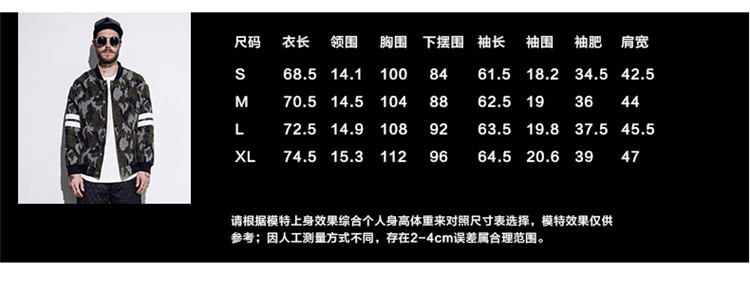 尺码 衣长 领围 胸围 下摆围 袖长 袖围 袖肥 肩宽
S 68.5 14.1 100 84 61.5 18.2 34.5 42.5
M 70.5 14.5 104 88 62.5 19 36 44
L 72.5 14.9 108 92 63.5 19.8 37.5 45.5
XL 74.5 15.3 112 96 64.5 20.6 39 47
请根据模特上身效果综合个人身高体重来对照尺寸表选择，模特效果仅供
参考；因人工测量方式不同，存在2-4cm误差属合理范围。